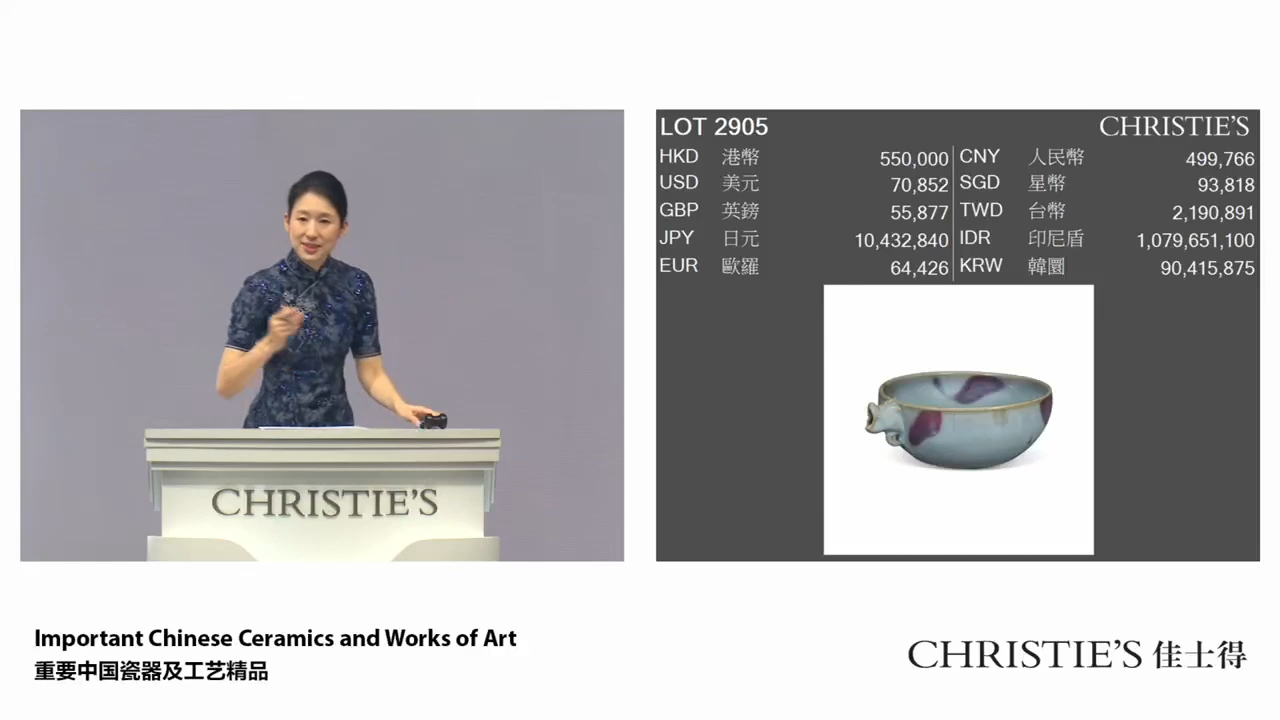 LOT 2905 CHRISTIE'S
HKD 港幣 550,000 CNY 人民幣 499,766
USD 美元 70,852 SGD 星幣 93,818
GBP 英鎊 55,877 TWD 台幣 2,190,891
JPY 日元 10,432,840 IDR 印尼盾 1,079,651,100
EUR 歐羅 64,426 KRW 韓圜 90,415,875
CHRISTIE'S
Important Chinese Ceramics and Works of Art
重要中国瓷器及工艺精品
CHRISTIE'S 佳士得